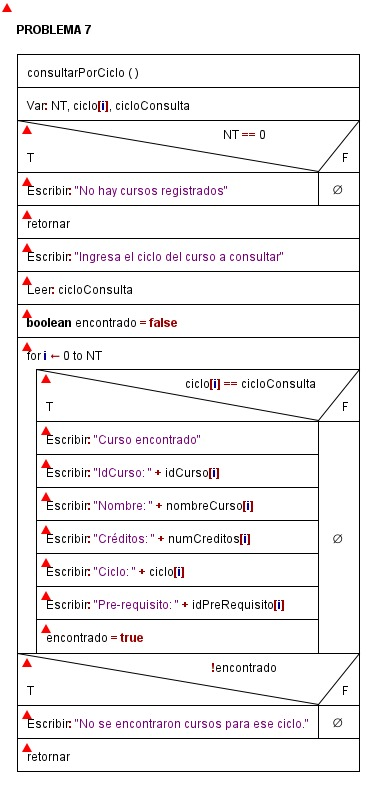 PROBLEMA 7
consultarPorCiclo ( )
Var: NT, ciclo[i], cicloConsulta
NT == 0
T
F
Escribir: "No hay cursos registrados"
∅
retornar
Escribir: "Ingresa el ciclo del curso a consultar"
Leer: cicloConsulta
boolean encontrado = false
for i ← 0 to NT
ciclo[i] == cicloConsulta
T
F
Escribir: "Curso encontrado"
Escribir: "IdCurso: " + idCurso[i]
Escribir: "Nombre: " + nombreCurso[i]
Escribir: "Créditos: " + numCreditos[i]
∅
Escribir: "Ciclo: " + ciclo[i]
Escribir: "Pre-requisito: " + idPreRequisito[i]
encontrado = true
!encontrado
T
F
Escribir: "No se encontraron cursos para ese ciclo."
∅
retornar